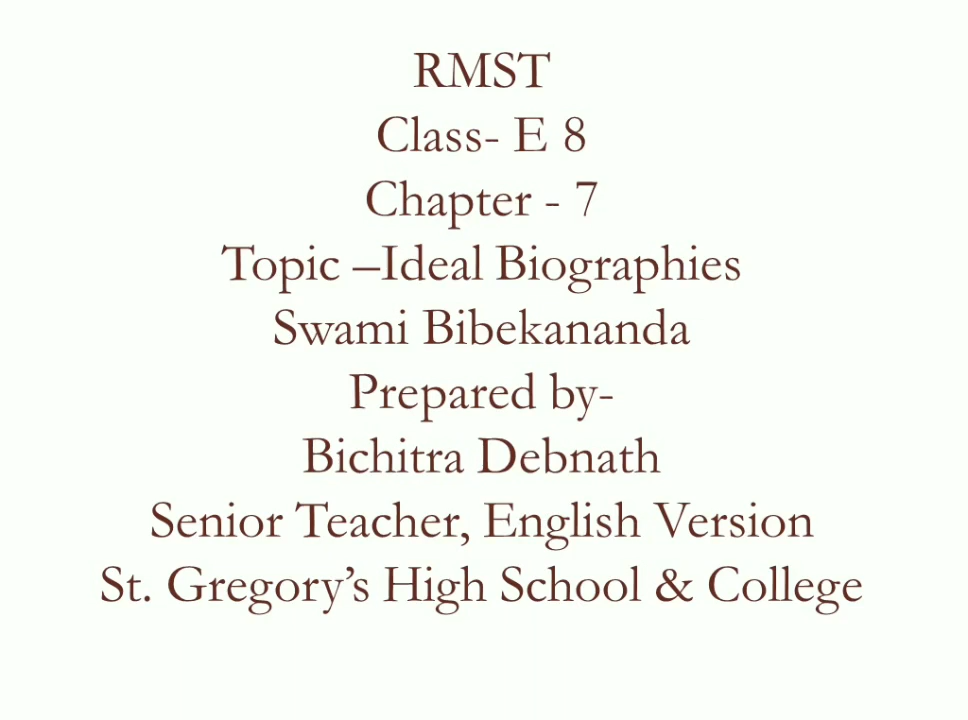 RMST
Class- E 8
Chapter - 7
Topic –Ideal Biographies
Swami Bibekananda
Prepared by-
Bichitra Debnath
Senior Teacher, English Version
St. Gregory’s High School & College